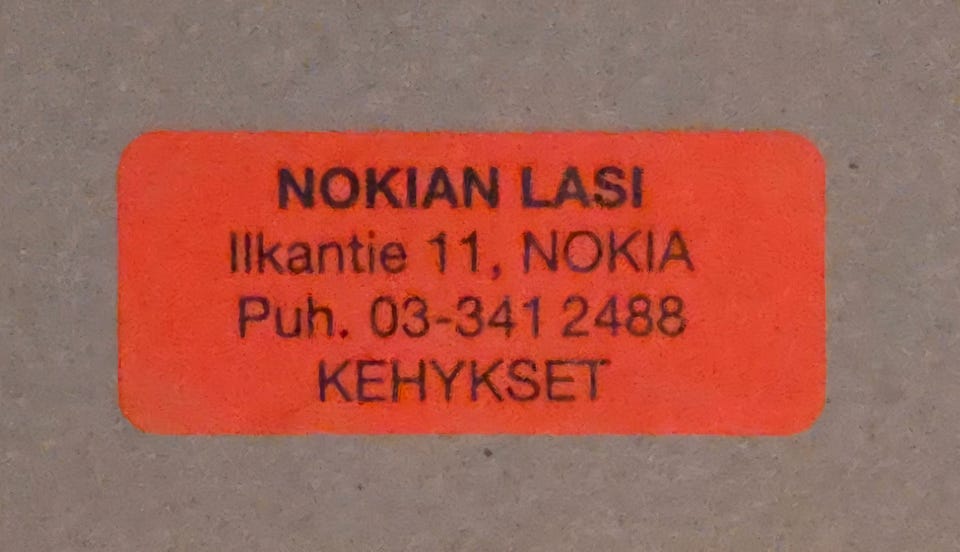 NOKIAN LASI
Ilkantie 11, NOKIA
Puh. 03-341 2488
KEHYKSET